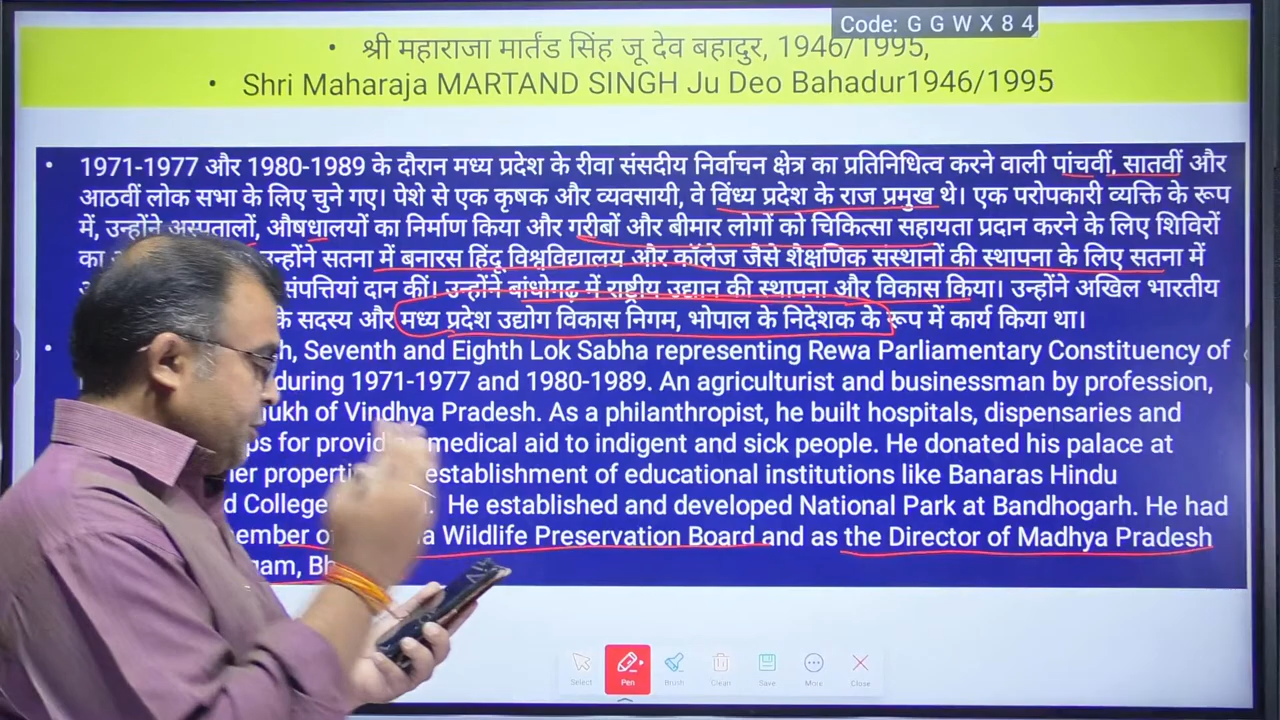 Code: G G W X 8 4
• श्री महाराजा मार्तंड सिंह जू देव बहादुर, 1946/1995,
• Shri Maharaja MARTAND SINGH Ju Deo Bahadur1946/1995
• 1971-1977 और 1980-1989 के दौरान मध्य प्रदेश के रीवा संसदीय निर्वाचन क्षेत्र का प्रतिनिधित्व करने वाली पांचवीं, सातवीं और
आठवीं लोक सभा के लिए चुने गए। पेशे से एक कृषक और व्यवसायी, वे विंध्य प्रदेश के राज प्रमुख थे। एक परोपकारी व्यक्ति के रूप
में, उन्होंने अस्पतालों, औषधालयों का निर्माण किया और गरीबों और बीमार लोगों को चिकित्सा सहायता प्रदान करने के लिए शिविरों
का उन्होंने सतना में बनारस हिंदू विश्वविद्यालय और कॉलेज जैसे शैक्षणिक संस्थानों की स्थापना के लिए सतना में
संपत्तियां दान कीं। उन्होंने बांधोगढ़ में राष्ट्रीय उद्यान की स्थापना और विकास किया। उन्होंने अखिल भारतीय
के सदस्य और मध्य प्रदेश उद्योग विकास निगम, भोपाल के निदेशक के रूप में कार्य किया था।
• Seventh and Eighth Lok Sabha representing Rewa Parliamentary Constituency of
during 1971-1977 and 1980-1989. An agriculturist and businessman by profession,
of Vindhya Pradesh. As a philanthropist, he built hospitals, dispensaries and
for medical aid to indigent and sick people. He donated his palace at
establishment of educational institutions like Banaras Hindu
College He established and developed National Park at Bandhogarh. He had
Wildlife Preservation Board and as the Director of Madhya Pradesh
Select
Pen
Brush
Clean
Save
More
Close